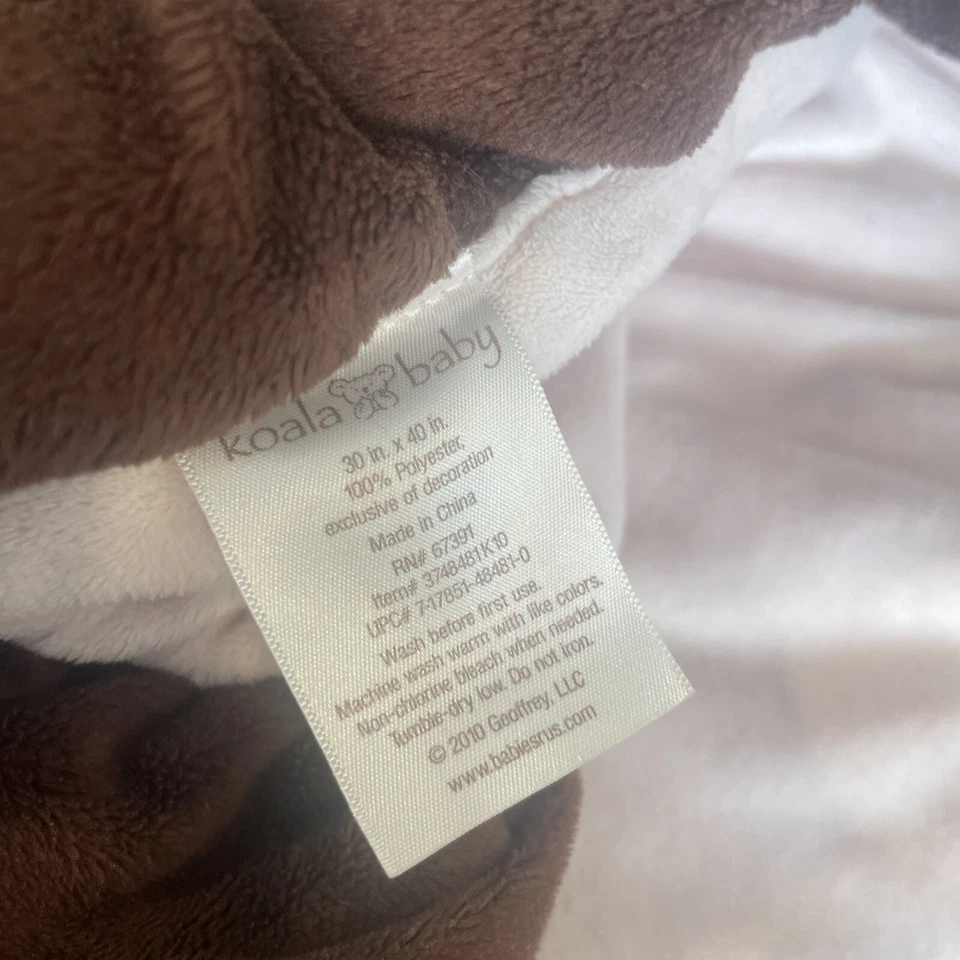 koala baby
30 in. x 40 in.
100% Polyester,
exclusive of decoration
Made in China
RN# 67391
Item# 3748481K10
UPC# 7-17851-48481-0
Wash before first use.
Machine wash warm with like colors.
Non-chlorine bleach when needed.
Tumble-dry low. Do not iron.
© 2010 Geoffrey, LLC
www.babiesrus.com